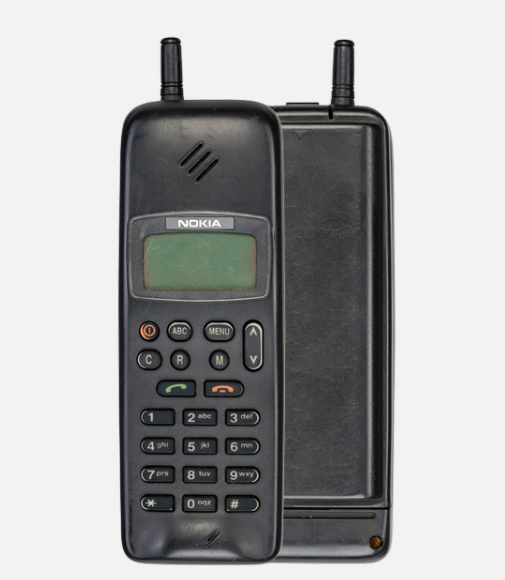 NOKIA
ABC MENU ∧
C R M ∨
1 2 abc 3 def
4 ghi 5 jkl 6 mn
7 prs 8 tuv 9 wxy
* 0 oqz #